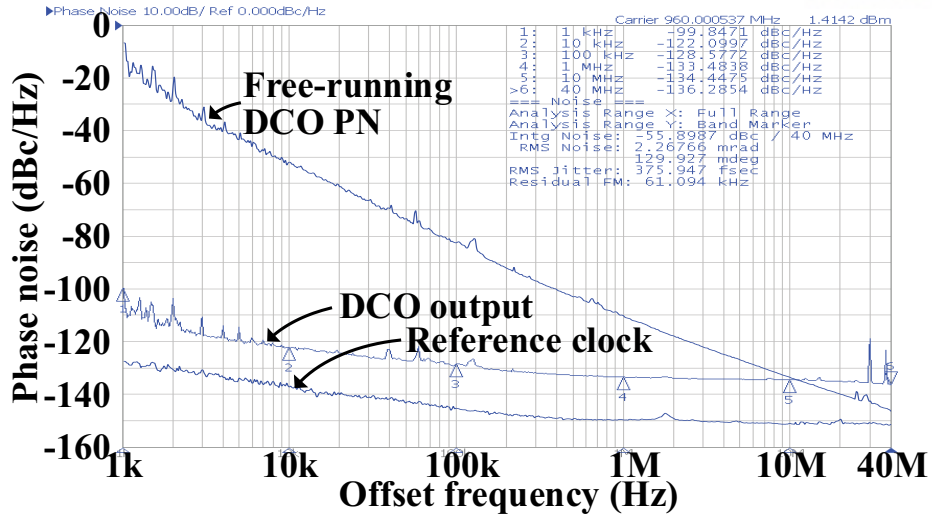 ▶Phase Noise 10.00dB/ Ref 0.000dBc/Hz
Carrier 960.000537 MHz 1.4142 dBm
1: 1 kHz -99.8471 dBc/Hz
2: 10 kHz -122.0997 dBc/Hz
3: 100 kHz -128.5772 dBc/Hz
4: 1 MHz -133.4838 dBc/Hz
5: 10 MHz -134.4475 dBc/Hz
>6: 40 MHz -136.2854 dBc/Hz
=== Noise ===
Analysis Range X: Full Range
Analysis Range Y: Band Marker
Intg Noise: -55.8987 dBc / 40 MHz
RMS Noise: 2.26766 mrad
129.927 mdeg
RMS Jitter: 375.947 fsec
Residual FM: 61.094 kHz
Phase noise (dBc/Hz)
0
-20
-40
-60
-80
-100
-120
-140
-160
Free-running
DCO PN
DCO output
Reference clock
1
2
3
4
5
6
1k 10k 100k 1M 10M 40M
Offset frequency (Hz)